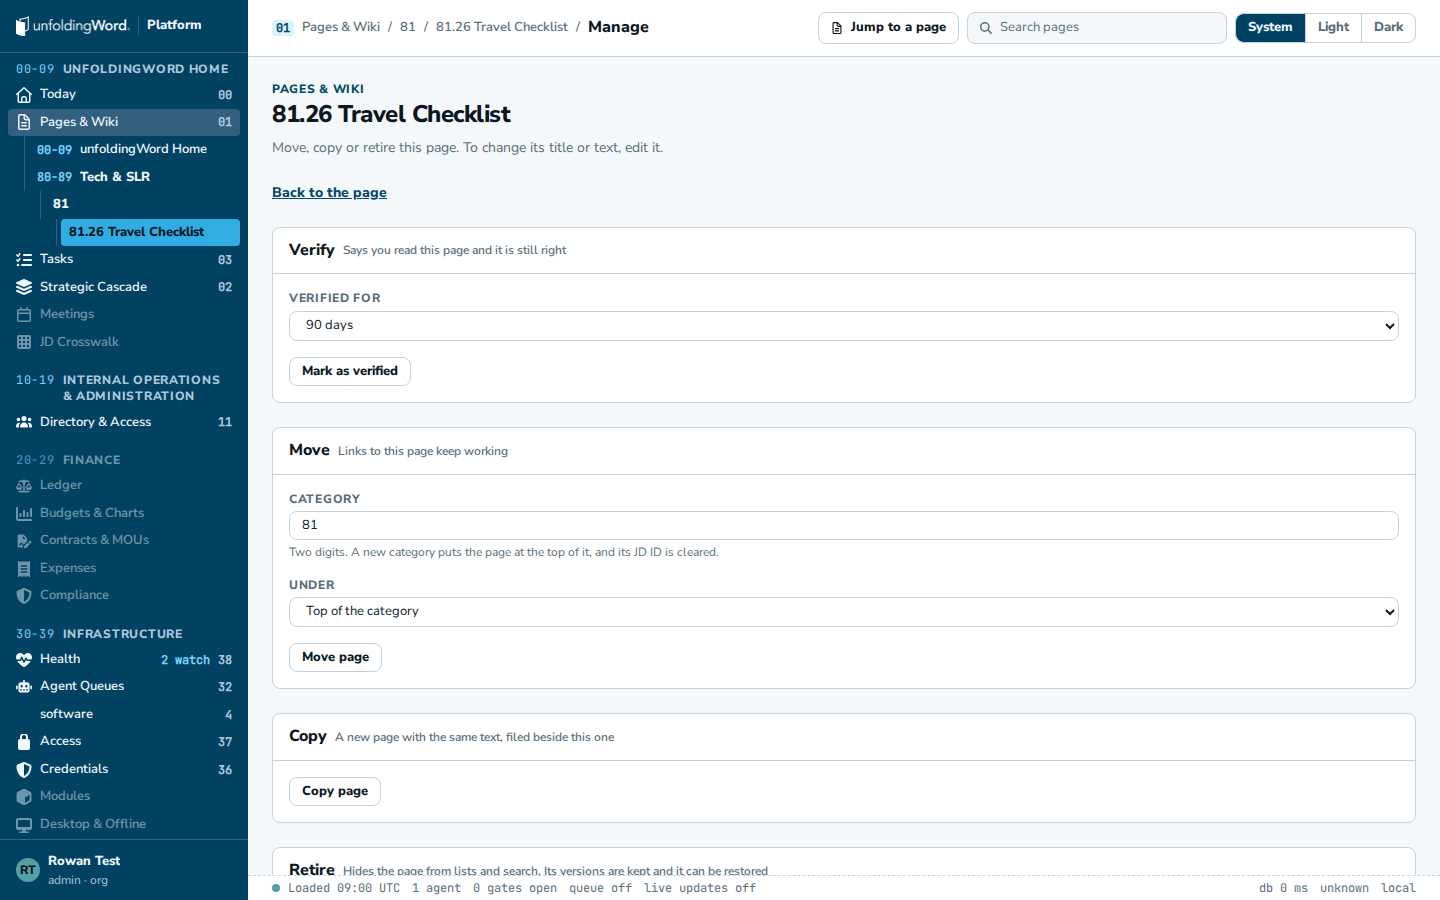 unfoldingWord Platform
00-09 UNFOLDINGWORD HOME
Today 00
Pages & Wiki 01
00-09 unfoldingWord Home
80-89 Tech & SLR
81
81.26 Travel Checklist
Tasks 03
Strategic Cascade 02
Meetings
JD Crosswalk
10-19 INTERNAL OPERATIONS
& ADMINISTRATION
Directory & Access 11
20-29 FINANCE
Ledger
Budgets & Charts
Contracts & MOUs
Expenses
Compliance
30-39 INFRASTRUCTURE
Health 2 watch 38
Agent Queues 32
software 4
Access 37
Credentials 36
Modules
Desktop & Offline
RT Rowan Test
admin · org
01 Pages & Wiki / 81 / 81.26 Travel Checklist / Manage
Jump to a page
Search pages
System Light Dark
PAGES & WIKI
81.26 Travel Checklist
Move, copy or retire this page. To change its title or text, edit it.
Back to the page
Verify Says you read this page and it is still right
VERIFIED FOR
90 days
Mark as verified
Move Links to this page keep working
CATEGORY
81
Two digits. A new category puts the page at the top of it, and its JD ID is cleared.
UNDER
Top of the category
Move page
Copy A new page with the same text, filed beside this one
Copy page
Retire Hides the page from lists and search. Its versions are kept and it can be restored
Loaded 09:00 UTC 1 agent 0 gates open queue off live updates off
db 0 ms unknown local